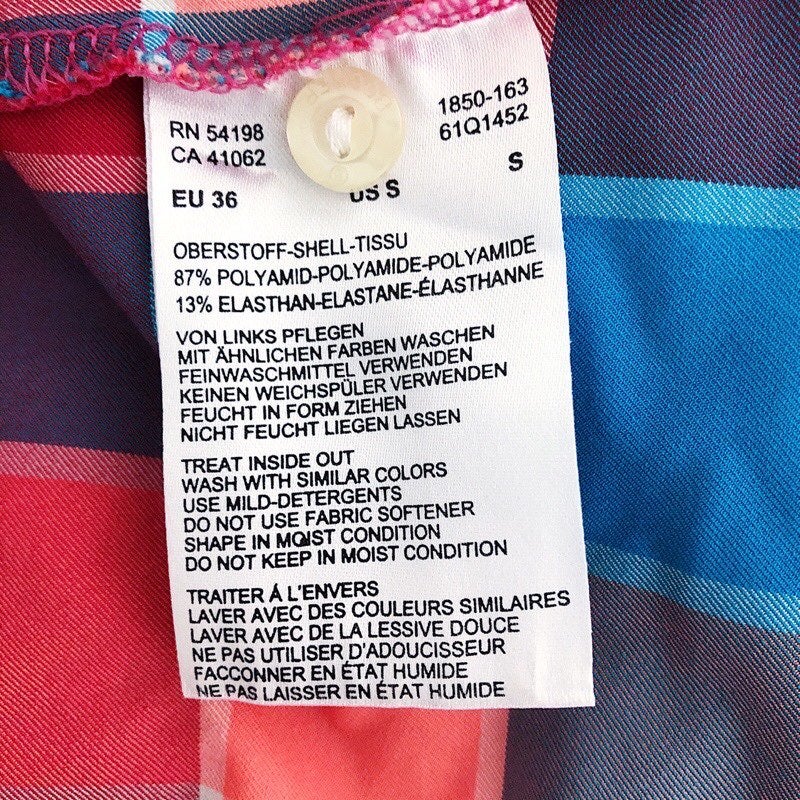 RN 54198
CA 41062
1850-163
61Q1452
EU 36 US S S
OBERSTOFF-SHELL-TISSU
87% POLYAMID-POLYAMIDE-POLYAMIDE
13% ELASTHAN-ELASTANE-ÉLASTHANNE
VON LINKS PFLEGEN
MIT ÄHNLICHEN FARBEN WASCHEN
FEINWASCHMITTEL VERWENDEN
KEINEN WEICHSPÜLER VERWENDEN
FEUCHT IN FORM ZIEHEN
NICHT FEUCHT LIEGEN LASSEN
TREAT INSIDE OUT
WASH WITH SIMILAR COLORS
USE MILD-DETERGENTS
DO NOT USE FABRIC SOFTENER
SHAPE IN MOIST CONDITION
DO NOT KEEP IN MOIST CONDITION
TRAITER Á L'ENVERS
LAVER AVEC DES COULEURS SIMILAIRES
LAVER AVEC DE LA LESSIVE DOUCE
NE PAS UTILISER D'ADOUCISSEUR
FACCONNER EN ÉTAT HUMIDE
NE PAS LAISSER EN ÉTAT HUMIDE